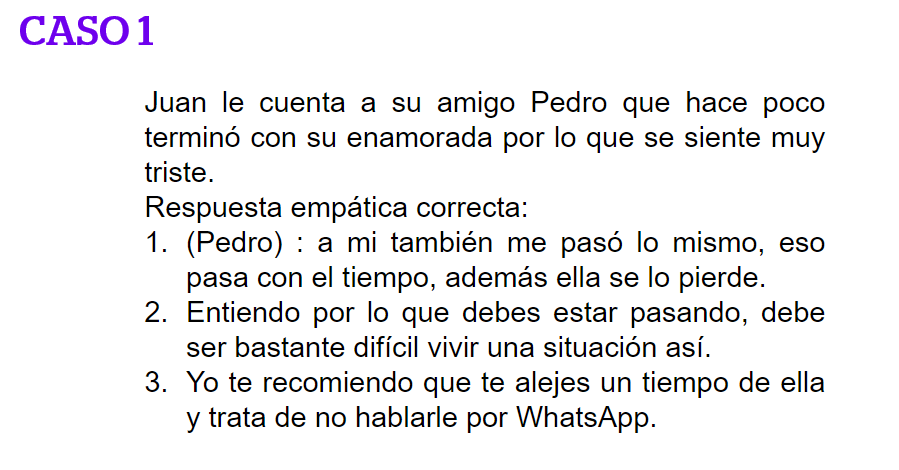 CASO 1
Juan le cuenta a su amigo Pedro que hace poco
terminó con su enamorada por lo que se siente muy
triste.
Respuesta empática correcta:
1. (Pedro) : a mi también me pasó lo mismo, eso
pasa con el tiempo, además ella se lo pierde.
2. Entiendo por lo que debes estar pasando, debe
ser bastante difícil vivir una situación así.
3. Yo te recomiendo que te alejes un tiempo de ella
y trata de no hablarle por WhatsApp.